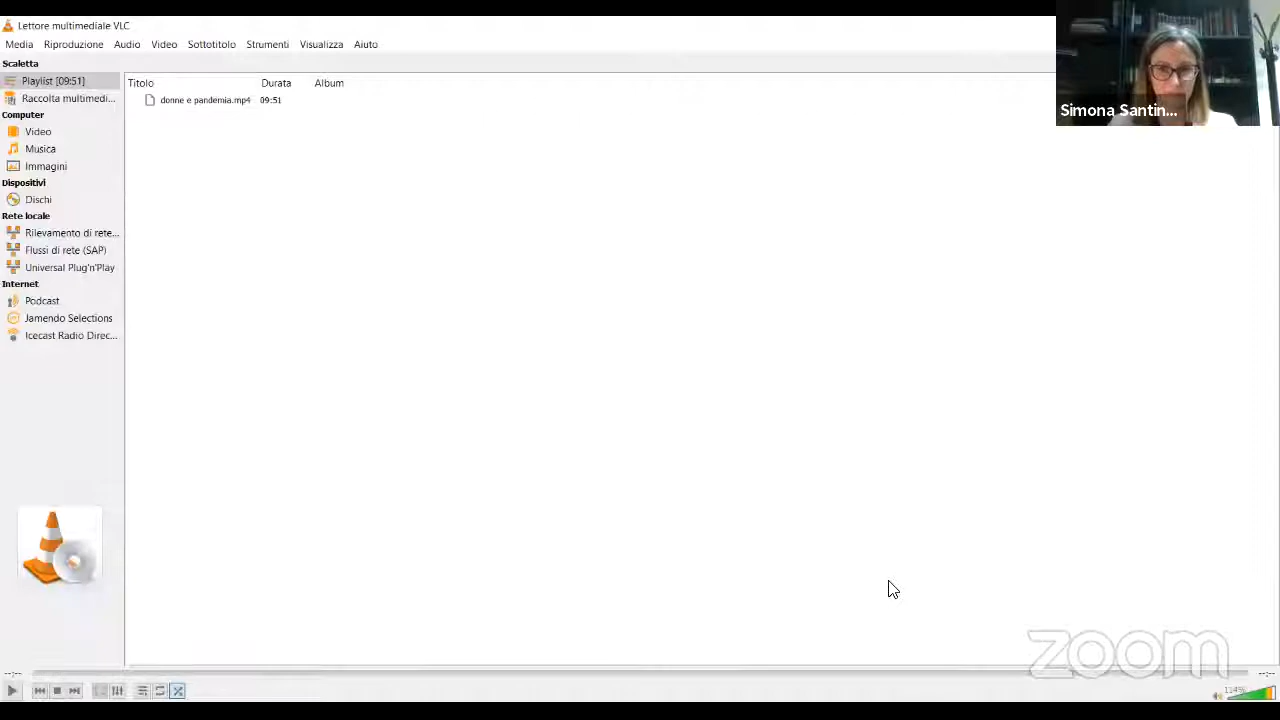 Lettore multimediale VLC
Media Riproduzione Audio Video Sottotitolo Strumenti Visualizza Aiuto
Scaletta
Playlist [09:51]
Raccolta multimedi...
Computer
Video
Musica
Immagini
Dispositivi
Dischi
Rete locale
Rilevamento di rete...
Flussi di rete (SAP)
Universal Plug'n'Play
Internet
Podcast
Jamendo Selections
Icecast Radio Direc...
Titolo Durata Album
donne e pandemia.mp4 09:51
Simona Santin...
zoom
--:--
--:--
114%